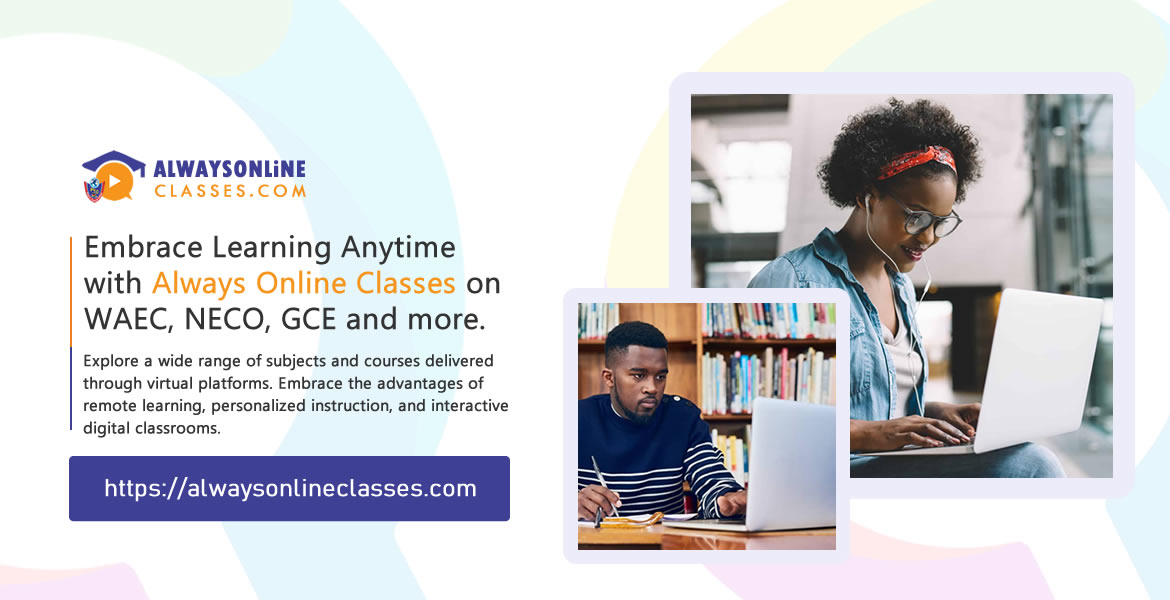 ALWAYSONLiNE
CLASSES.COM
Embrace Learning Anytime
with Always Online Classes on
WAEC, NECO, GCE and more.
Explore a wide range of subjects and courses delivered
through virtual platforms. Embrace the advantages of
remote learning, personalized instruction, and interactive
digital classrooms.
https://alwaysonlineclasses.com